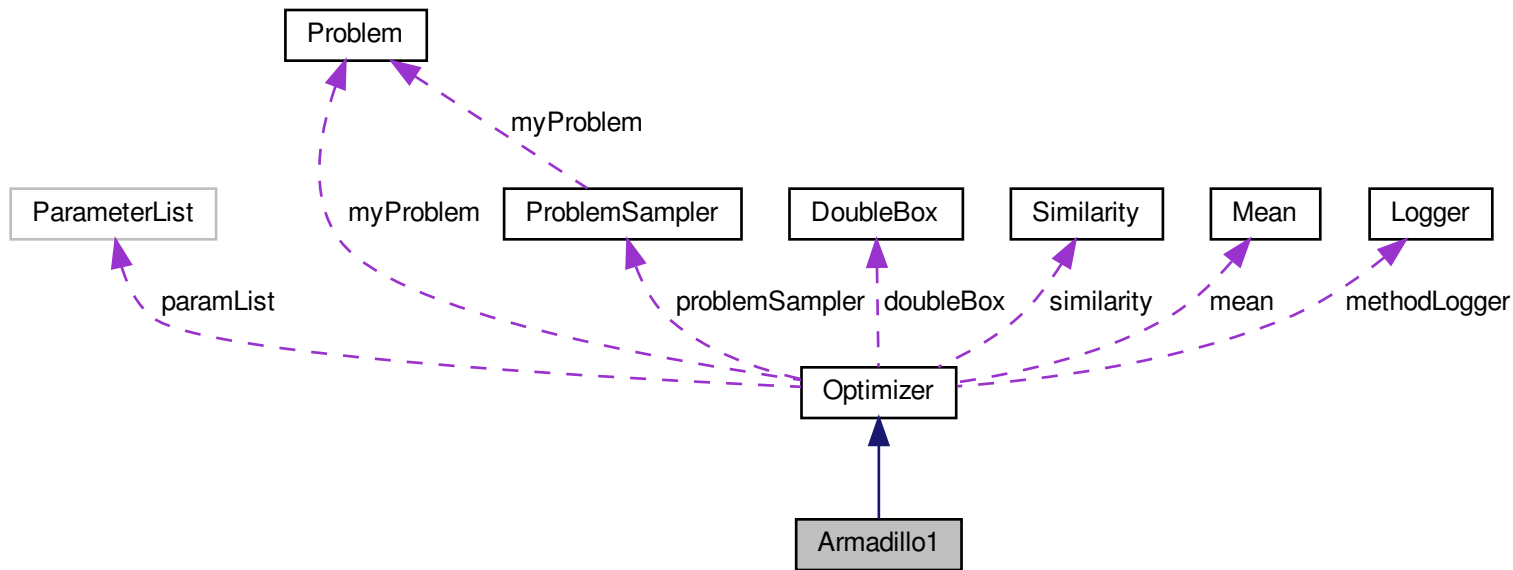 Problem
myProblem
ParameterList
myProblem
ProblemSampler
DoubleBox
Similarity
Mean
Logger
paramList
problemSampler
doubleBox
similarity
mean
methodLogger
Optimizer
Armadillo1